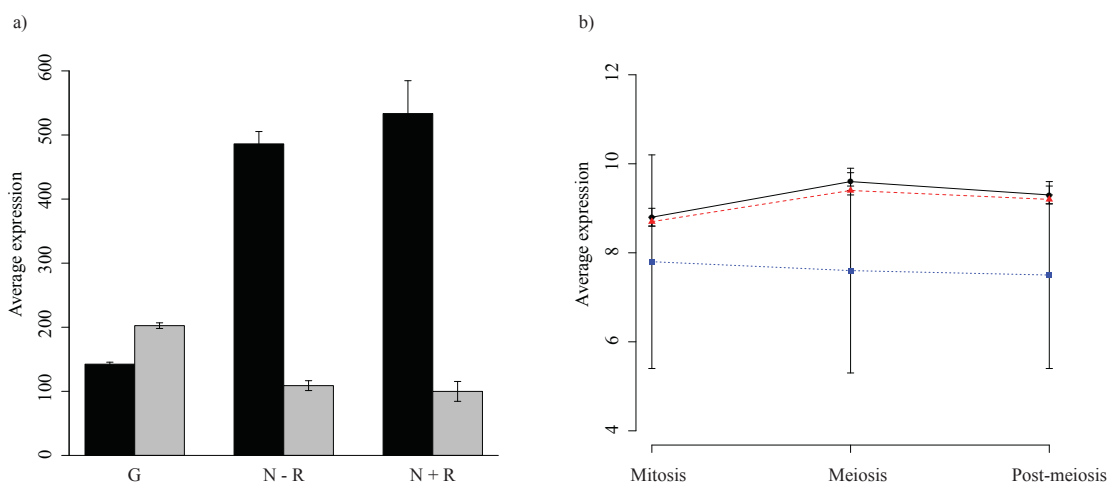 a)
Average expression
600
500
400
300
200
100
0
G
N - R
N + R
b)
Average expression
12
10
8
6
4
Mitosis
Meiosis
Post-meiosis